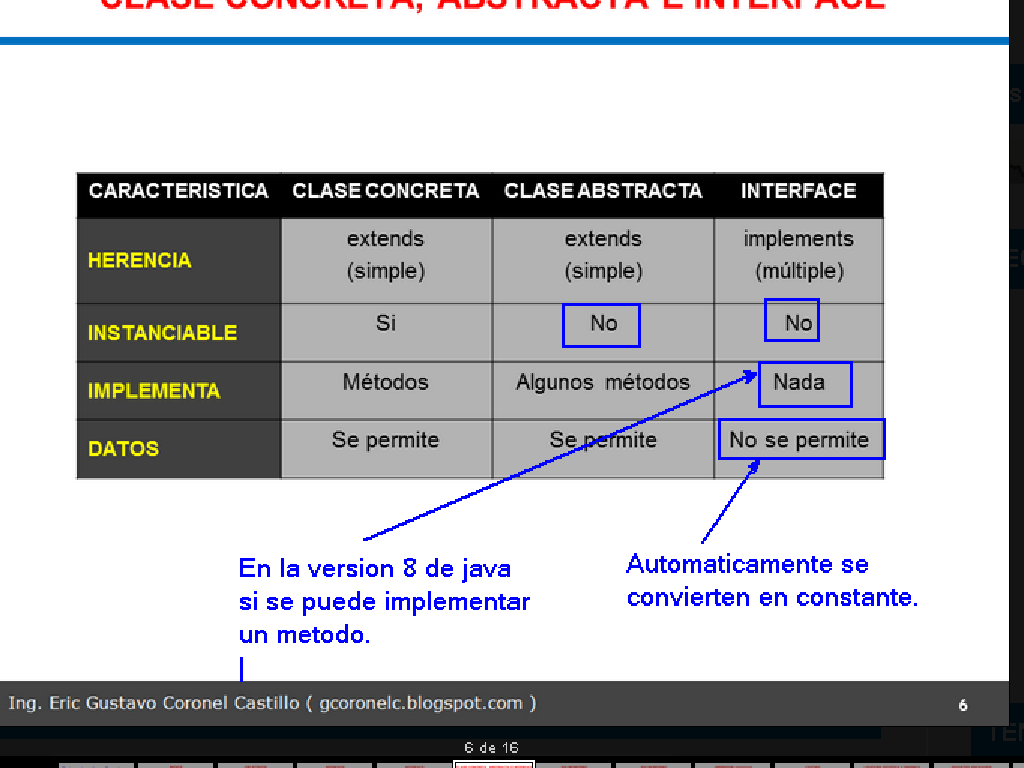 CLASE CONCRETA, ABSTRACTA E INTERFACE
CARACTERISTICA CLASE CONCRETA CLASE ABSTRACTA INTERFACE
HERENCIA extends (simple) extends (simple) implements (múltiple)
INSTANCIABLE Si No No
IMPLEMENTA Métodos Algunos métodos Nada
DATOS Se permite Se permite No se permite
En la version 8 de java
si se puede implementar
un metodo.
Automaticamente se
convierten en constante.
Ing. Eric Gustavo Coronel Castillo ( gcoronelc.blogspot.com ) 6
6 de 16